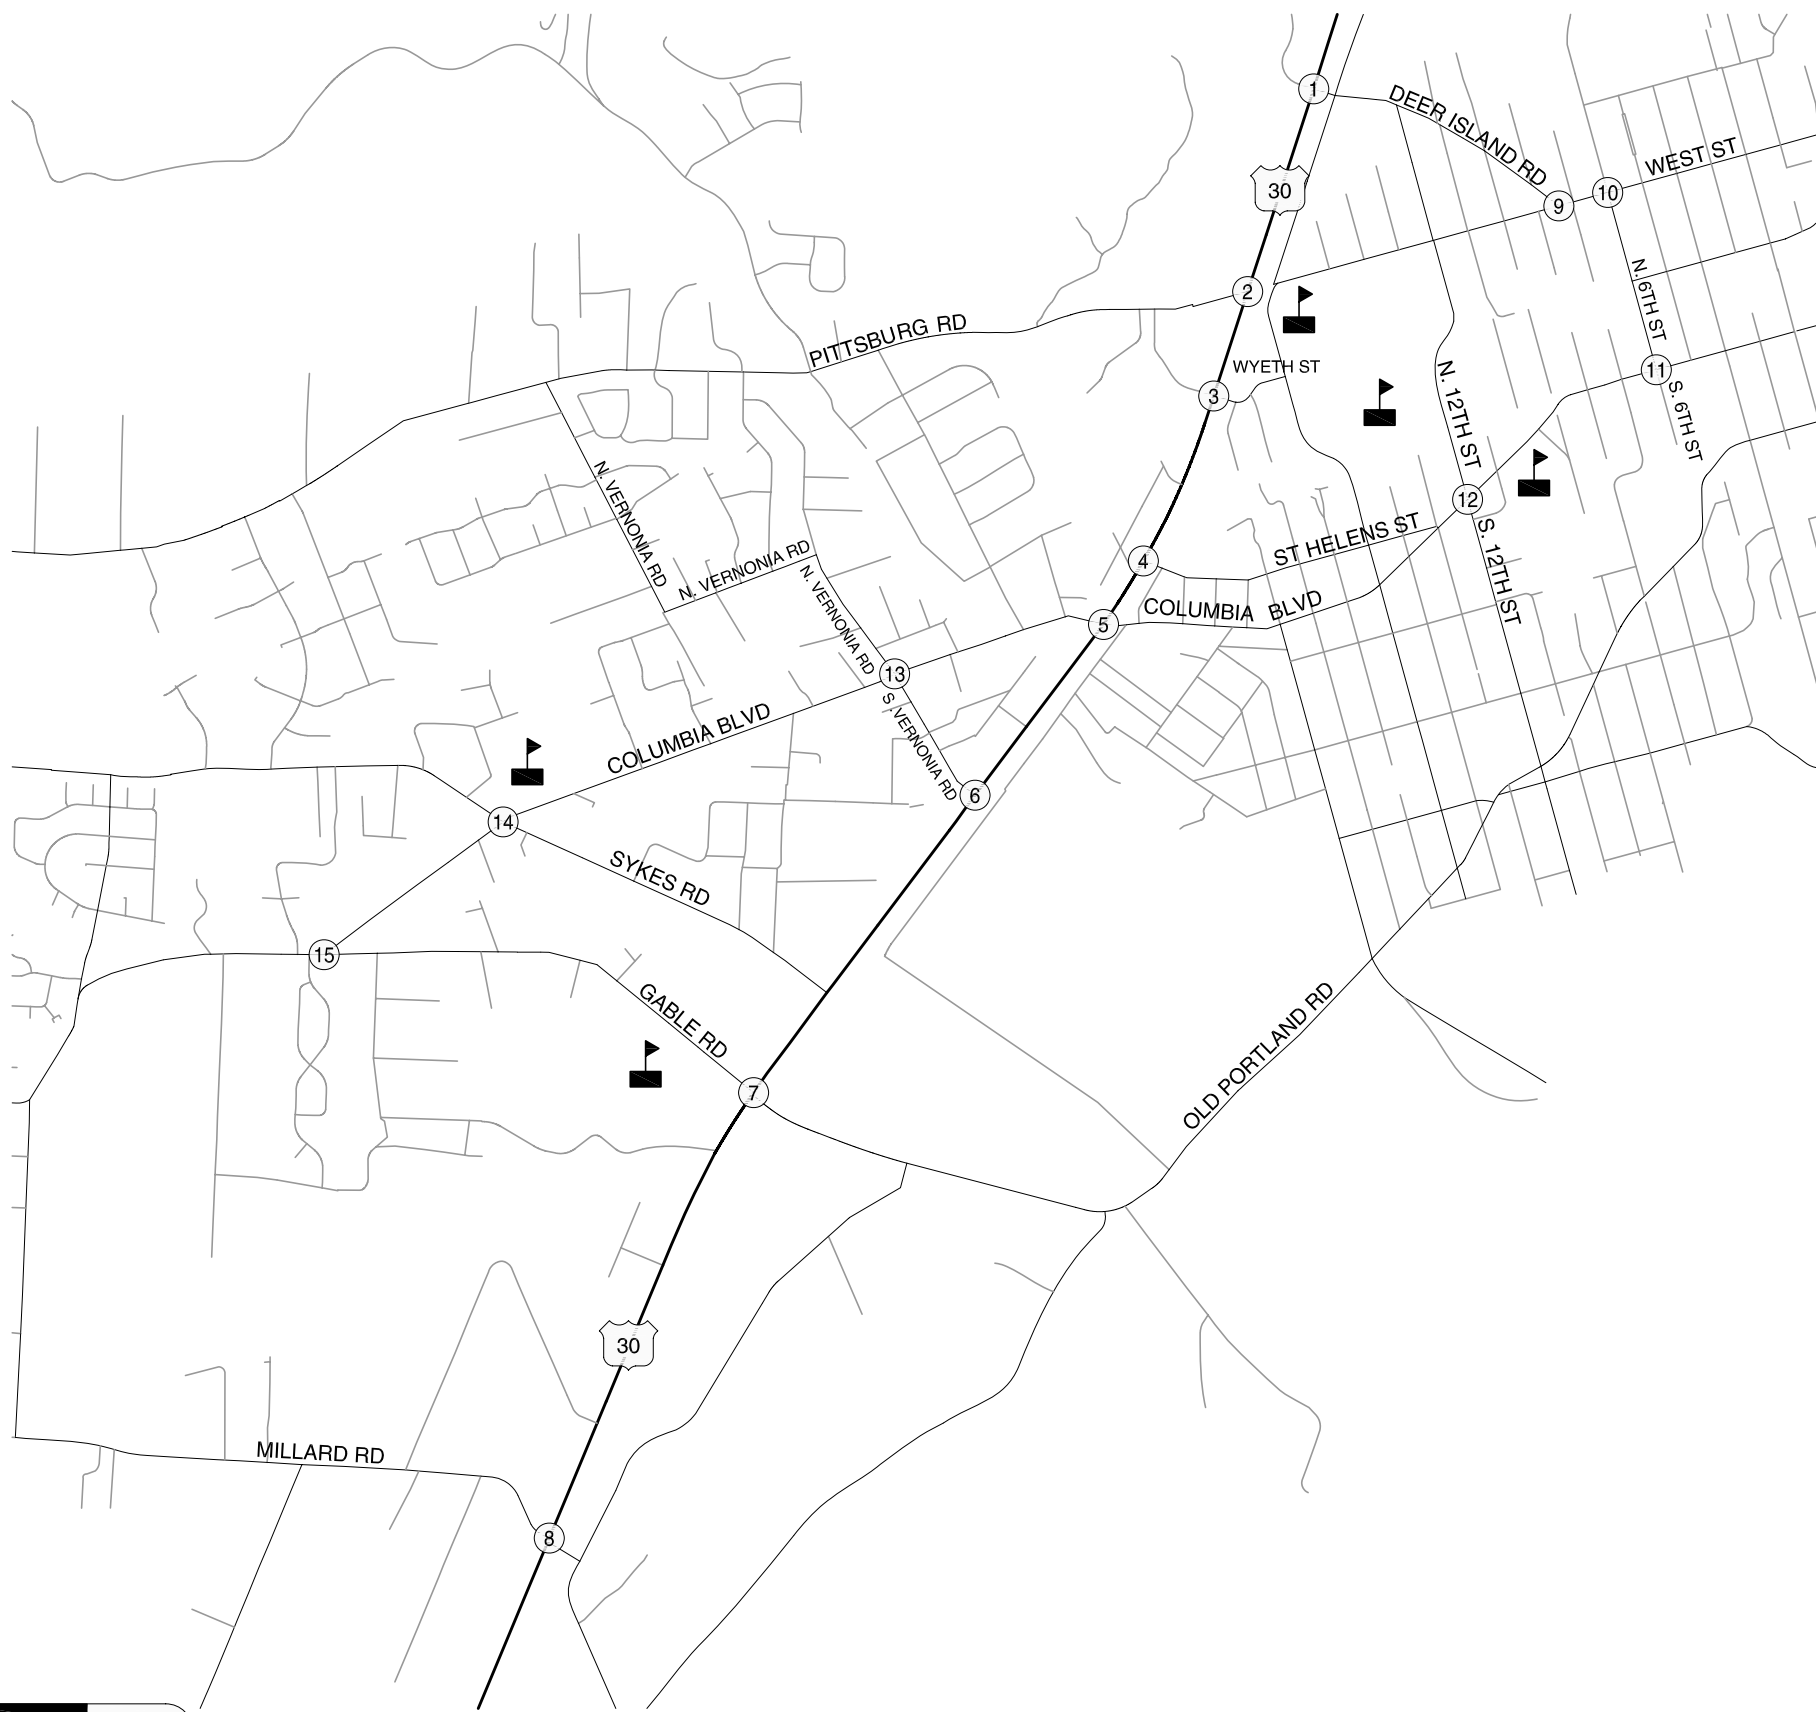 1
DEER ISLAND RD
WEST ST
30
10
9
2
N. 6TH ST
PITTSBURG RD
WYETH ST
3
11
N. 12TH ST
S. 6TH ST
N. VERNONIA RD
12
ST HELENS ST
S. 12TH ST
4
N. VERNONIA RD
N. VERNONIA RD
COLUMBIA BLVD
5
13
S. VERNONIA RD
COLUMBIA BLVD
6
14
SYKES RD
15
GABLE RD
OLD PORTLAND RD
7
30
MILLARD RD
8